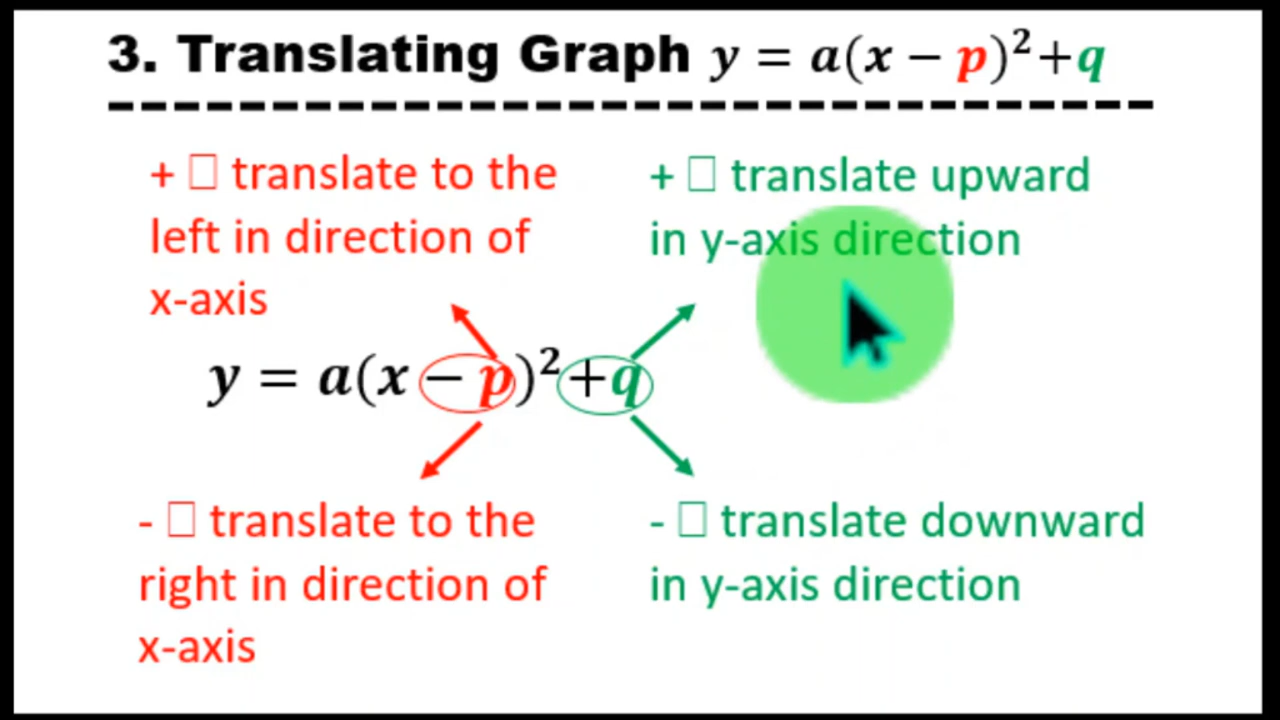 3. Translating Graph y = a(x − p)²+q
+ □ translate to the
left in direction of
x-axis
+ □ translate upward
in y-axis direction
y = a(x − p)²+q
- □ translate to the
right in direction of
x-axis
- □ translate downward
in y-axis direction